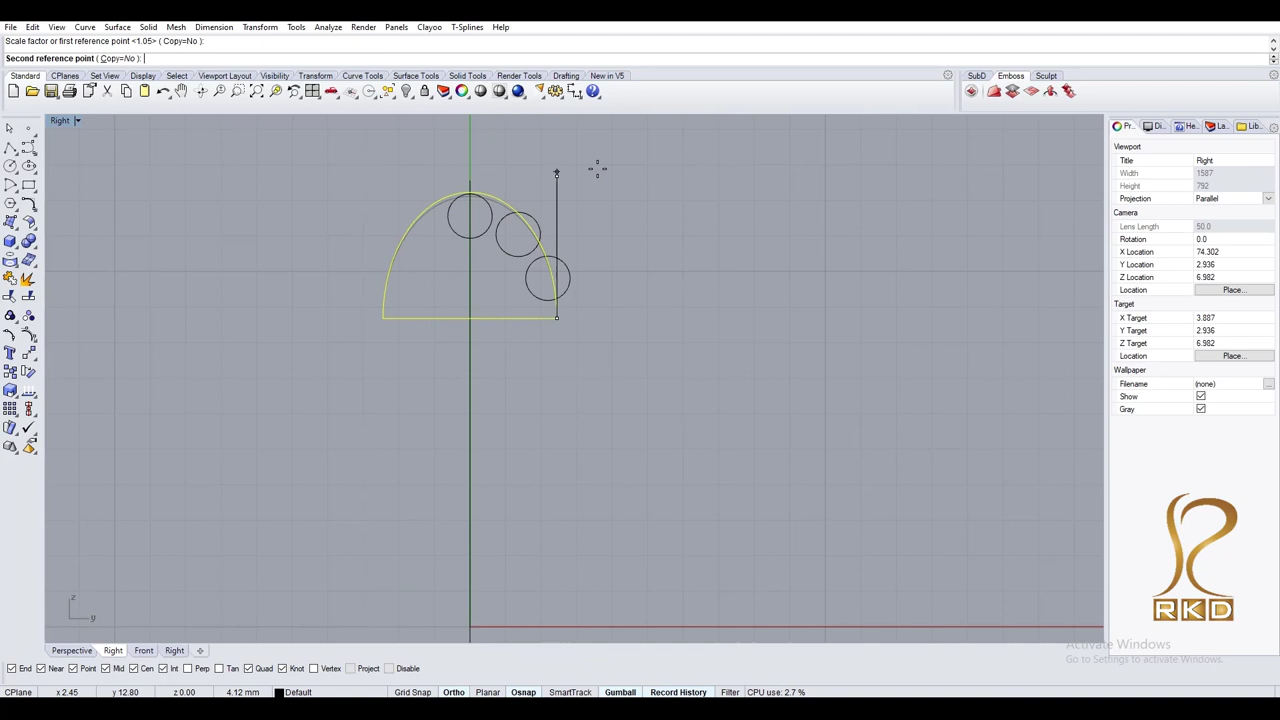 File Edit View Curve Surface Solid Mesh Dimension Transform Tools Analyze Render Panels Clayoo T-Splines Help
Scale factor or first reference point <1.05> ( Copy=No ):
Second reference point ( Copy=No ):
Standard CPlanes Set View Display Select Viewport Layout Visibility Transform Curve Tools Surface Tools Solid Tools Render Tools Drafting New in V5 SubD Emboss Sculpt
Right
Pr... Di... He... La... Lib...
Viewport
Title Right
Width 1587
Height 792
Projection Parallel
Camera
Lens Length 50.0
Rotation 0.0
X Location 74.302
Y Location 2.936
Z Location 6.982
Location Place...
Target
X Target 3.887
Y Target 2.936
Z Target 6.982
Location Place...
Wallpaper
Filename (none) ...
Show
Gray
RKD
z
y
Activate Windows
Go to Settings to activate Windows.
Perspective Right Front Right
End Near Point Mid Cen Int Perp Tan Quad Knot Vertex Project Disable
CPlane x 2.45 y 12.80 z 0.00 4.12 mm Default Grid Snap Ortho Planar Osnap SmartTrack Gumball Record History Filter CPU use: 2.7 %